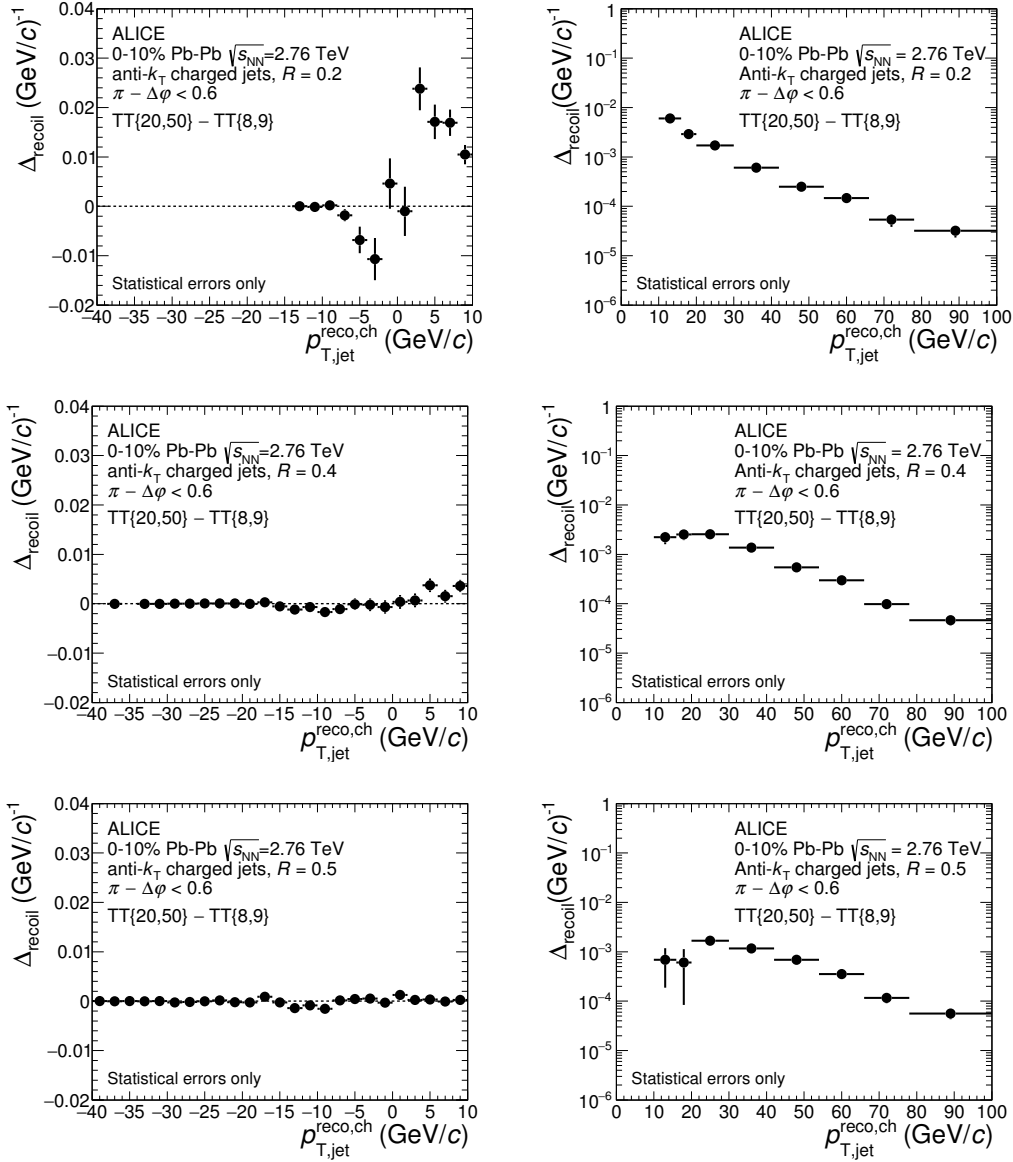 Δrecoil (GeV/c)-1
0.04
0.03
0.02
0.01
0
−0.01
−0.02
ALICE
0-10% Pb-Pb √sNN=2.76 TeV
anti-kT charged jets, R = 0.2
π − Δφ < 0.6
TT{20,50} − TT{8,9}
Statistical errors only
−40 −35 −30 −25 −20 −15 −10 −5 0 5 10
preco,chT,jet (GeV/c)
Δrecoil (GeV/c)-1
1
10−1
10−2
10−3
10−4
10−5
10−6
ALICE
0-10% Pb-Pb √sNN = 2.76 TeV
Anti-kT charged jets, R = 0.2
π − Δφ < 0.6
TT{20,50} − TT{8,9}
Statistical errors only
0 10 20 30 40 50 60 70 80 90 100
preco,chT,jet (GeV/c)
Δrecoil (GeV/c)-1
0.04
0.03
0.02
0.01
0
−0.01
−0.02
ALICE
0-10% Pb-Pb √sNN=2.76 TeV
anti-kT charged jets, R = 0.4
π − Δφ < 0.6
TT{20,50} − TT{8,9}
Statistical errors only
−40 −35 −30 −25 −20 −15 −10 −5 0 5 10
preco,chT,jet (GeV/c)
Δrecoil(GeV/c)-1
1
10−1
10−2
10−3
10−4
10−5
10−6
ALICE
0-10% Pb-Pb √sNN = 2.76 TeV
Anti-kT charged jets, R = 0.4
π − Δφ < 0.6
TT{20,50} − TT{8,9}
Statistical errors only
0 10 20 30 40 50 60 70 80 90 100
preco,chT,jet (GeV/c)
Δrecoil (GeV/c)-1
0.04
0.03
0.02
0.01
0
−0.01
−0.02
ALICE
0-10% Pb-Pb √sNN=2.76 TeV
anti-kT charged jets, R = 0.5
π − Δφ < 0.6
TT{20,50} − TT{8,9}
Statistical errors only
−40 −35 −30 −25 −20 −15 −10 −5 0 5 10
preco,chT,jet (GeV/c)
Δrecoil(GeV/c)-1
1
10−1
10−2
10−3
10−4
10−5
10−6
ALICE
0-10% Pb-Pb √sNN = 2.76 TeV
Anti-kT charged jets, R = 0.5
π − Δφ < 0.6
TT{20,50} − TT{8,9}
Statistical errors only
0 10 20 30 40 50 60 70 80 90 100
preco,chT,jet (GeV/c)